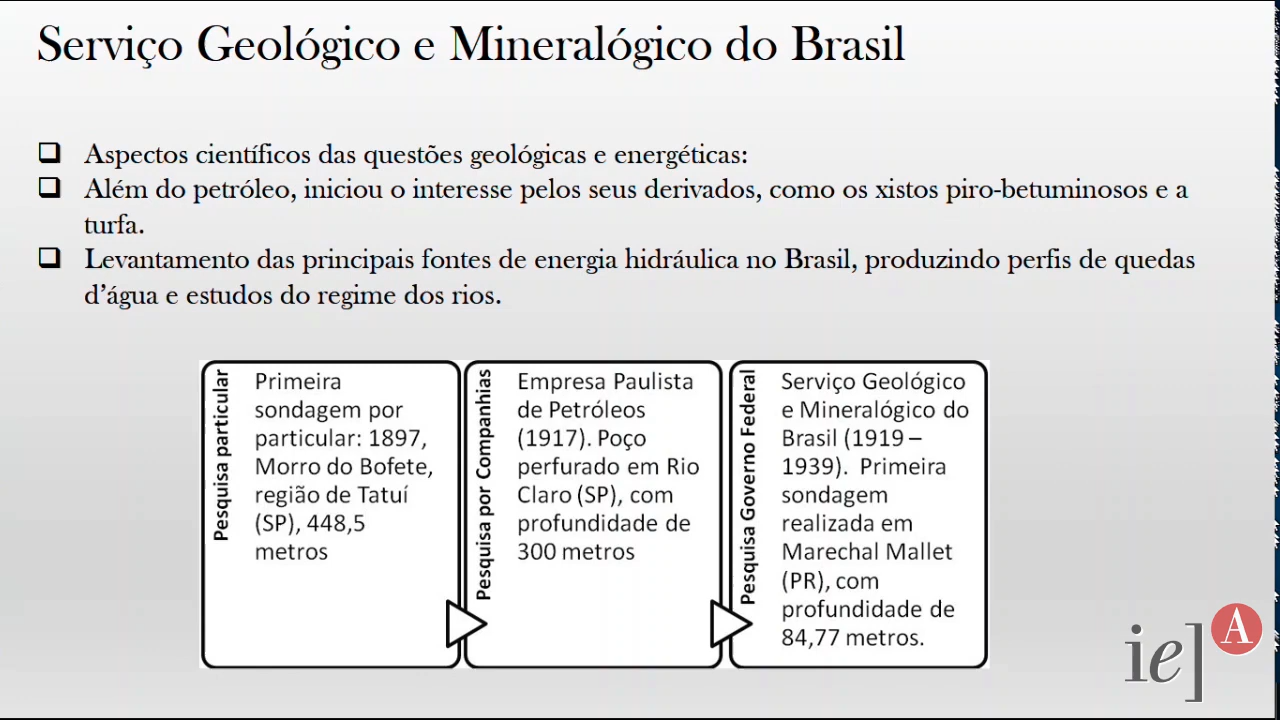 Serviço Geológico e Mineralógico do Brasil
Aspectos científicos das questões geológicas e energéticas:
Além do petróleo, iniciou o interesse pelos seus derivados, como os xistos piro-betuminosos e a
turfa.
Levantamento das principais fontes de energia hidráulica no Brasil, produzindo perfis de quedas
d'água e estudos do regime dos rios.
Pesquisa particular
Primeira
sondagem por
particular: 1897,
Morro do Bofete,
região de Tatuí
(SP), 448,5
metros
Pesquisa por Companhias
Empresa Paulista
de Petróleos
(1917). Poço
perfurado em Rio
Claro (SP), com
profundidade de
300 metros
Pesquisa Governo Federal
Serviço Geológico
e Mineralógico do
Brasil (1919 –
1939). Primeira
sondagem
realizada em
Marechal Mallet
(PR), com
profundidade de
84,77 metros.
ie] A